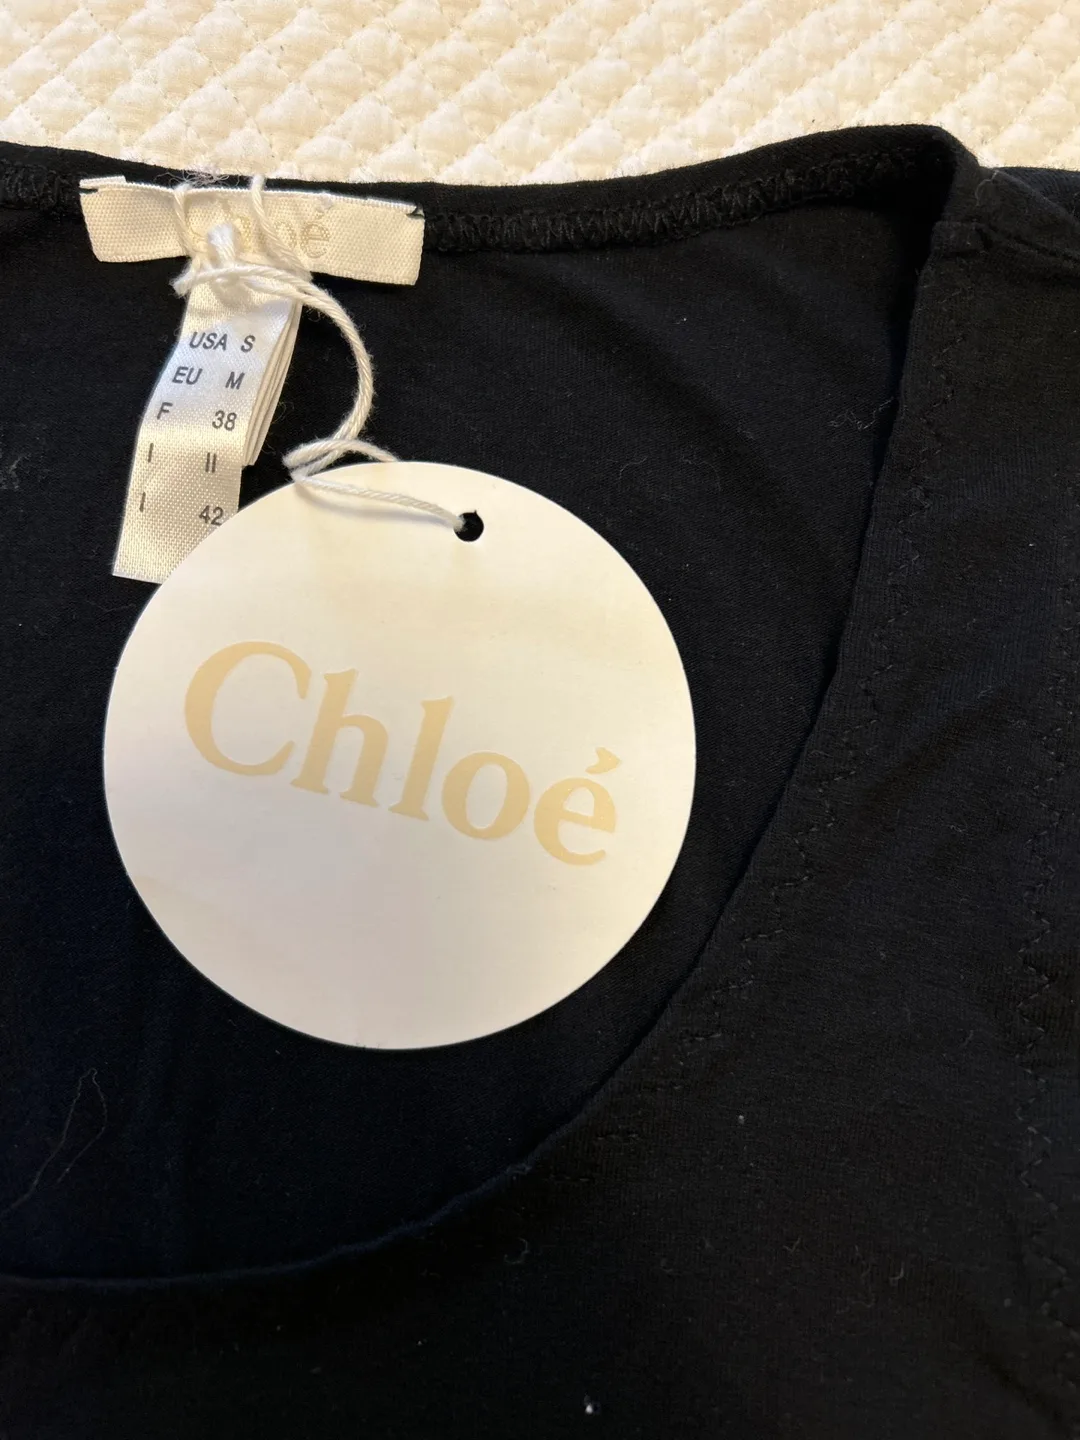 Chloé
USA S
EU M
F 38
I II
I 42
Chloé